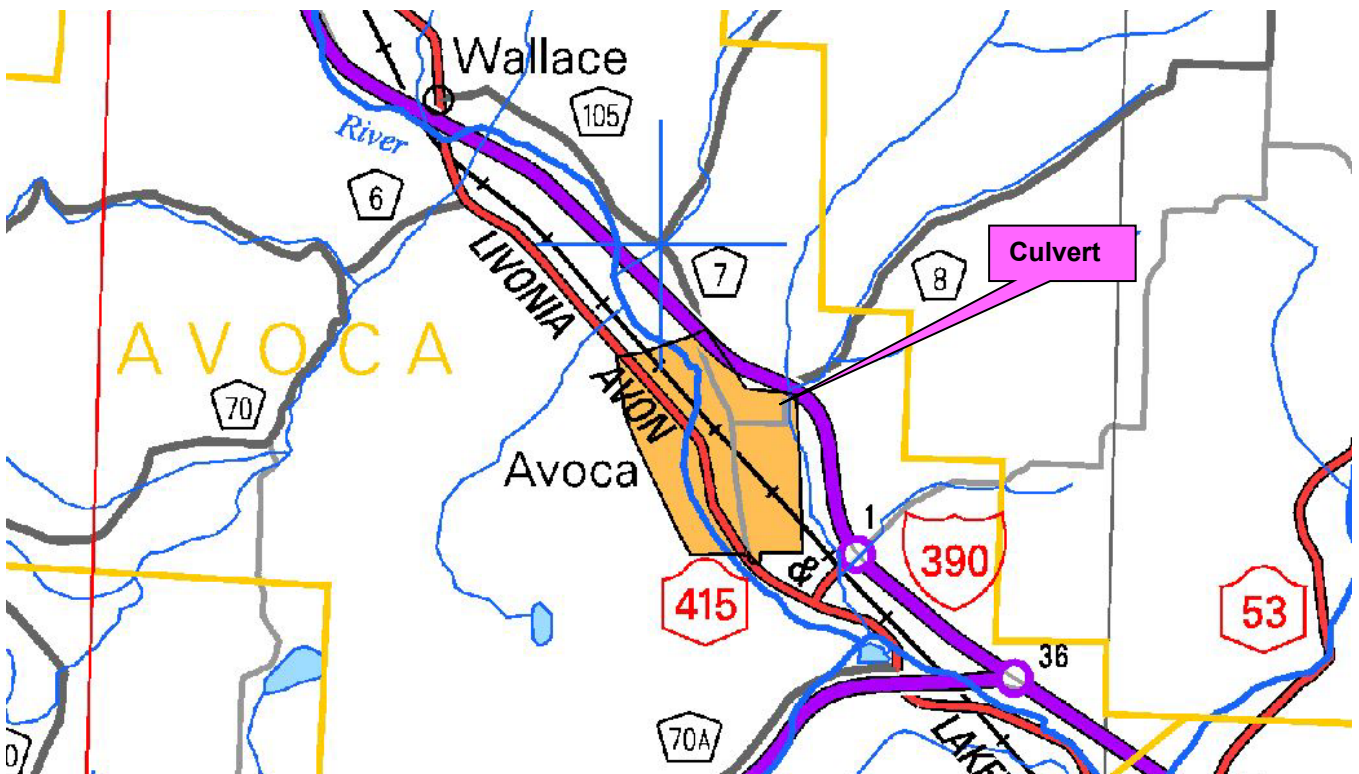 Wallace
105
River
6
LIVONIA
7
Culvert
8
AVOCA
70
AVON
Avoca
1
&
390
415
53
36
70A
LAKE